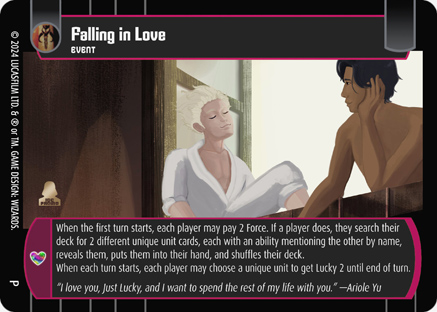 Falling in Love
EVENT
When the first turn starts, each player may pay 2 Force. If a player does, they search their
deck for 2 different unique unit cards, each with an ability mentioning the other by name,
reveals them, puts them into their hand, and shuffles their deck.
When each turn starts, each player may choose a unique unit to get Lucky 2 until end of turn.
“I love you, Just Lucky, and I want to spend the rest of my life with you.” —Ariole Yu
© 2024 LUCASFILM LTD. & ® or TM. GAME DESIGN: WIZARDS.
P